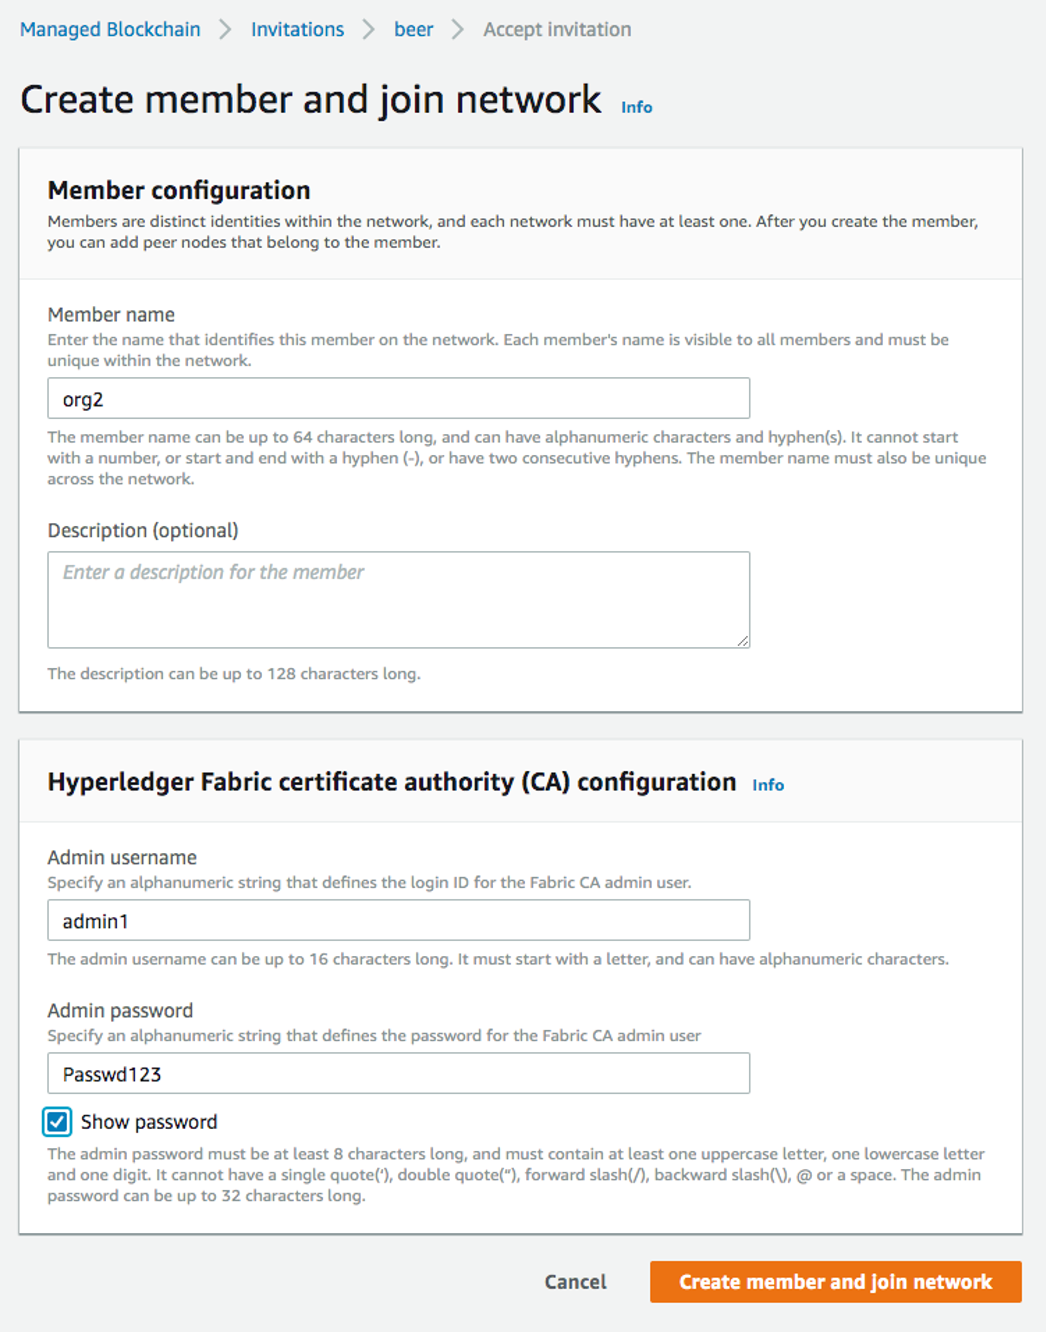 Managed Blockchain > Invitations > beer > Accept invitation
Create member and join network Info
Member configuration
Members are distinct identities within the network, and each network must have at least one. After you create the member,
you can add peer nodes that belong to the member.
Member name
Enter the name that identifies this member on the network. Each member's name is visible to all members and must be
unique within the network.
org2
The member name can be up to 64 characters long, and can have alphanumeric characters and hyphen(s). It cannot start
with a number, or start and end with a hyphen (-), or have two consecutive hyphens. The member name must also be unique
across the network.
Description (optional)
Enter a description for the member
The description can be up to 128 characters long.
Hyperledger Fabric certificate authority (CA) configuration Info
Admin username
Specify an alphanumeric string that defines the login ID for the Fabric CA admin user.
admin1
The admin username can be up to 16 characters long. It must start with a letter, and can have alphanumeric characters.
Admin password
Specify an alphanumeric string that defines the password for the Fabric CA admin user
Passwd123
Show password
The admin password must be at least 8 characters long, and must contain at least one uppercase letter, one lowercase letter
and one digit. It cannot have a single quote('), double quote("), forward slash(/), backward slash(\), @ or a space. The admin
password can be up to 32 characters long.
Cancel Create member and join network